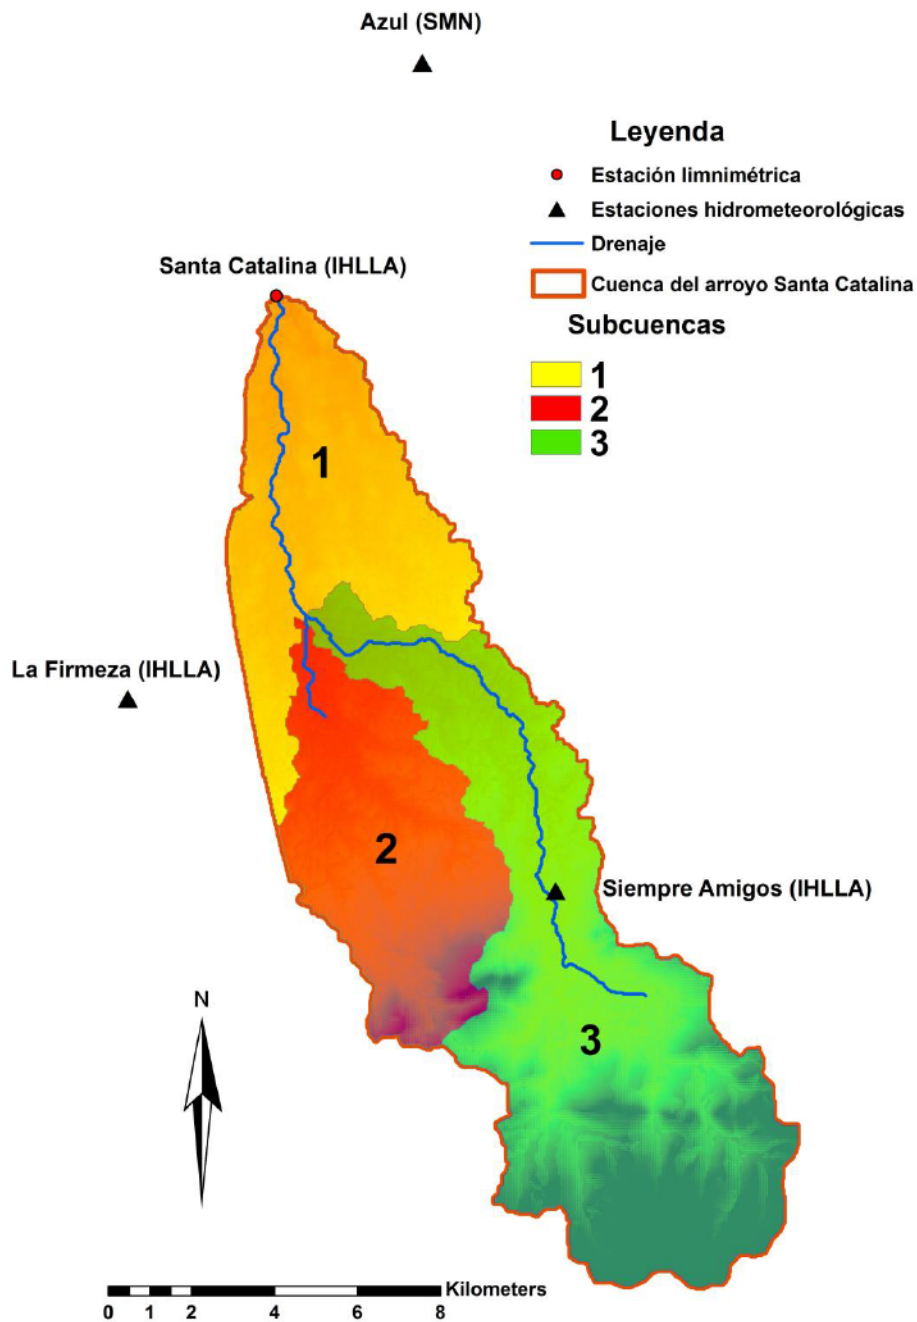 Azul (SMN)
Leyenda
Estación limnimétrica
Estaciones hidrometeorológicas
Drenaje
Cuenca del arroyo Santa Catalina
Subcuencas
1
2
3
Santa Catalina (IHLLA)
1
La Firmeza (IHLLA)
2
Siempre Amigos (IHLLA)
3
N
Kilometers
0 1 2 4 6 8